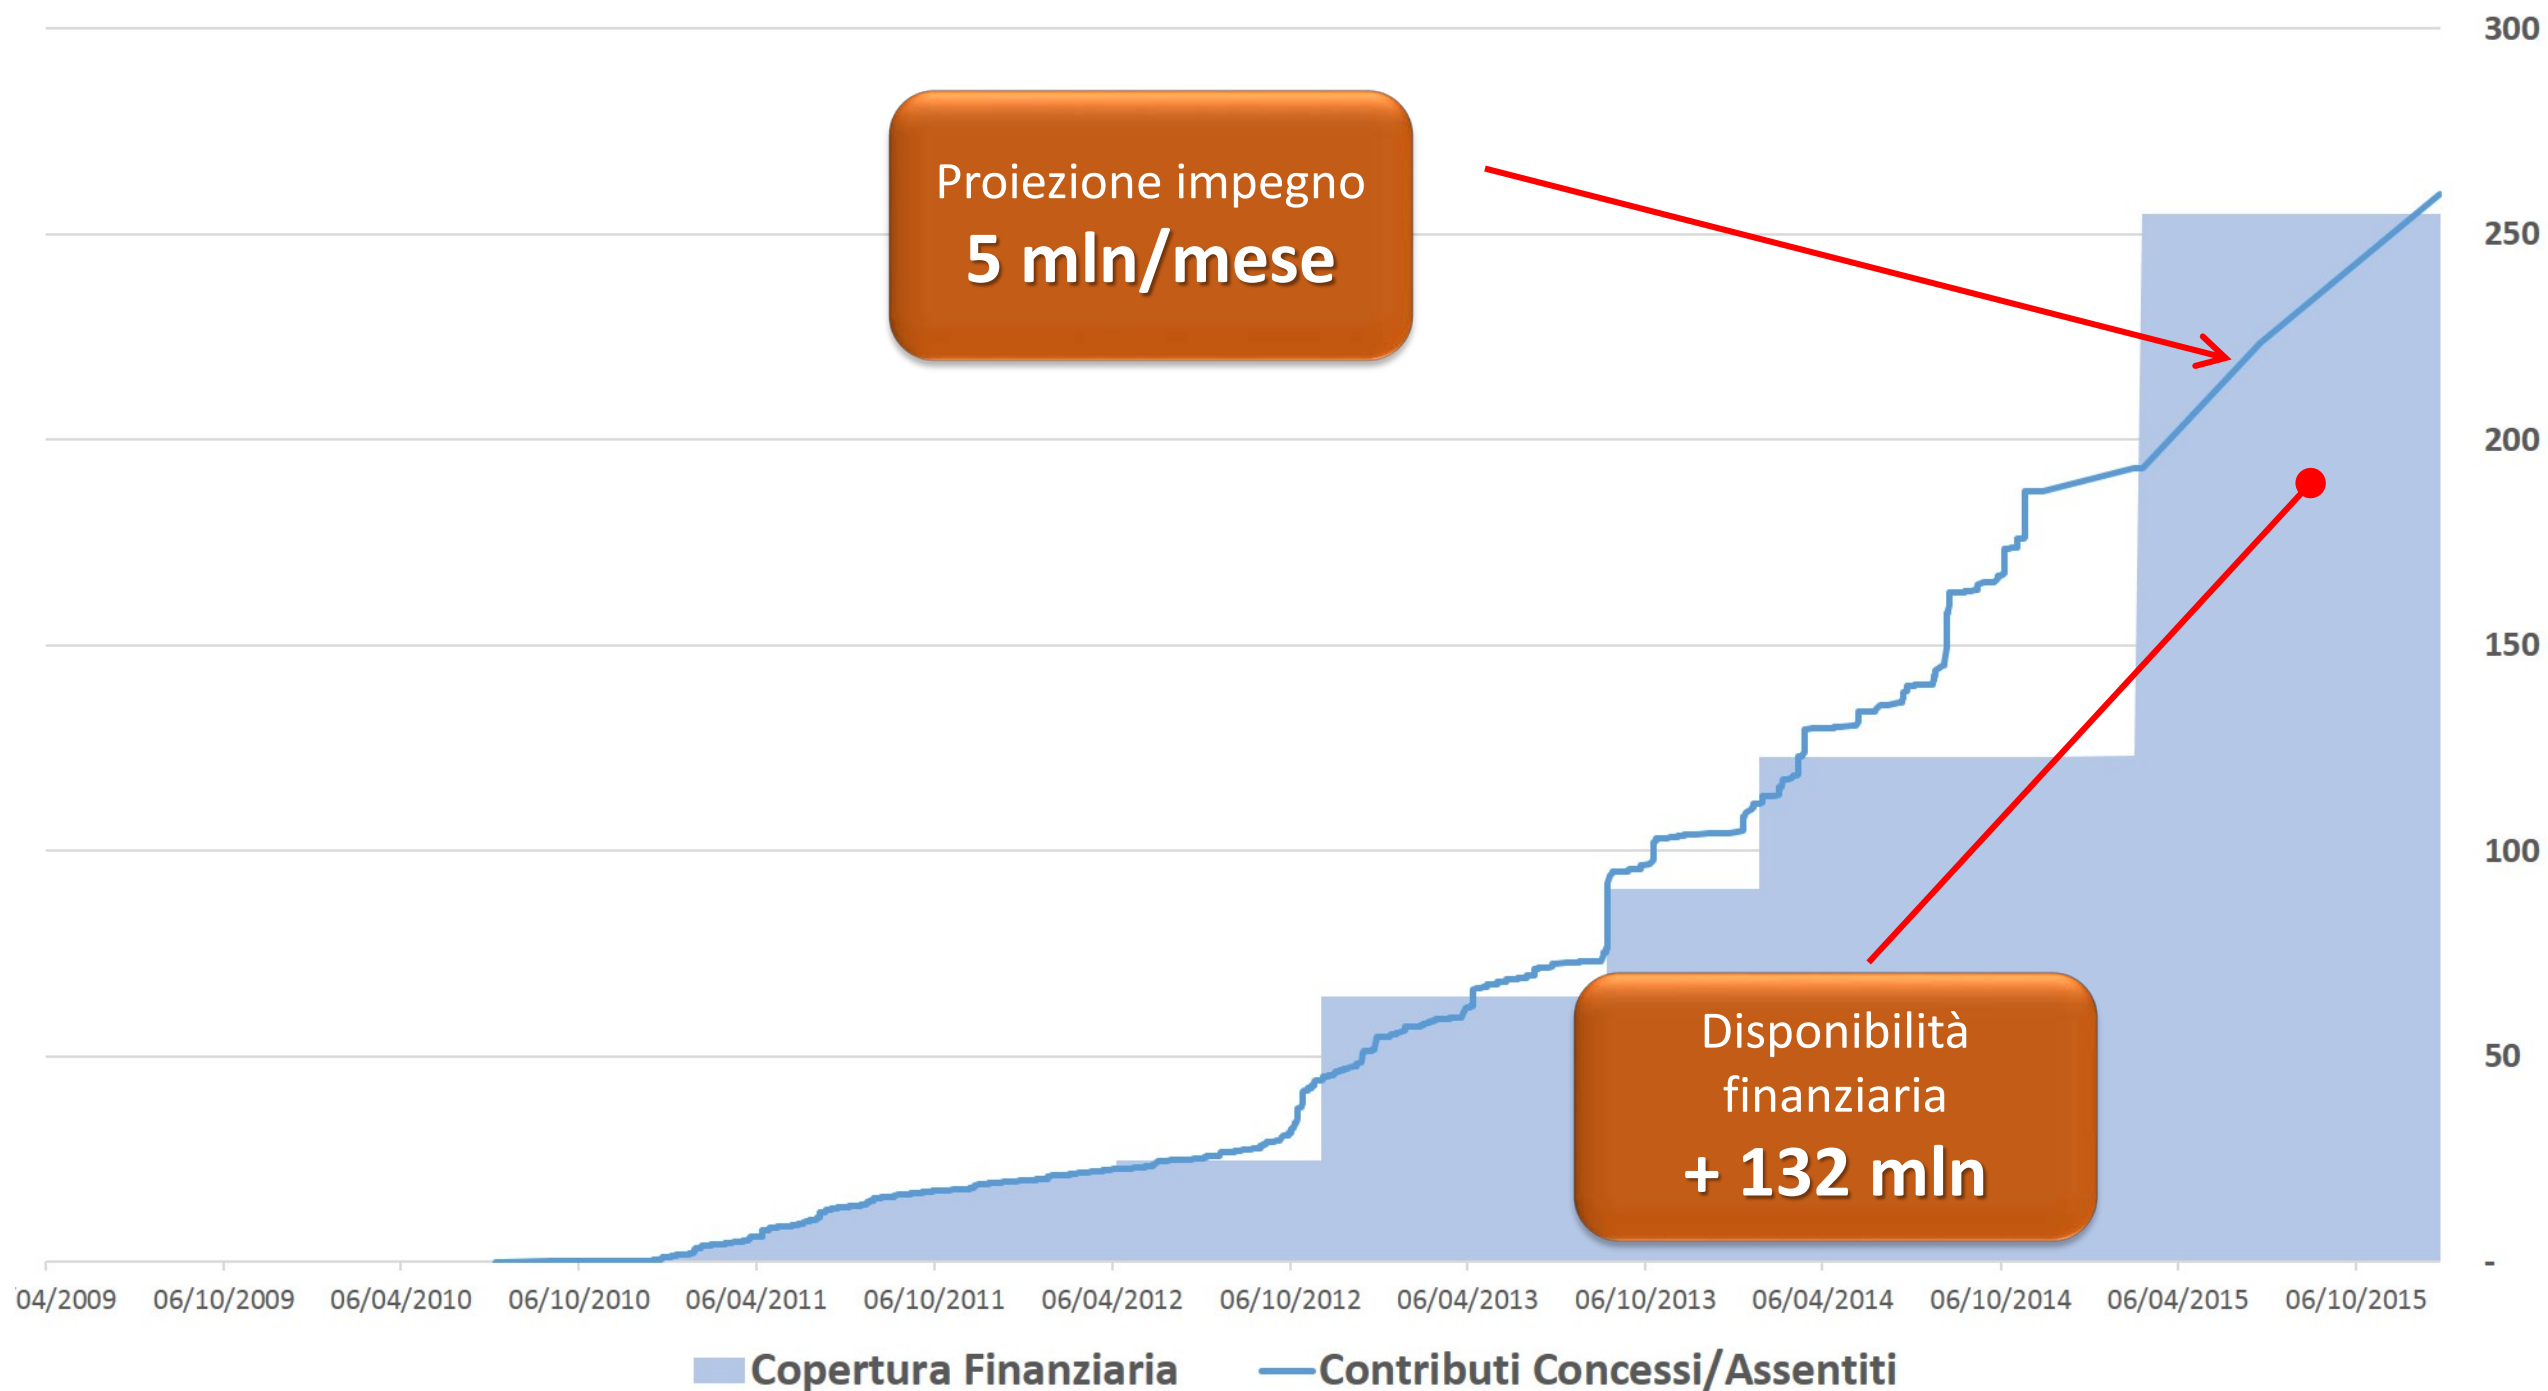 300
Proiezione impegno
5 mln/mese
250
200
150
100
Disponibilità
finanziaria
+ 132 mln
50
-
04/2009 06/10/2009 06/04/2010 06/10/2010 06/04/2011 06/10/2011 06/04/2012 06/10/2012 06/04/2013 06/10/2013 06/04/2014 06/10/2014 06/04/2015 06/10/2015
Copertura Finanziaria Contributi Concessi/Assentiti